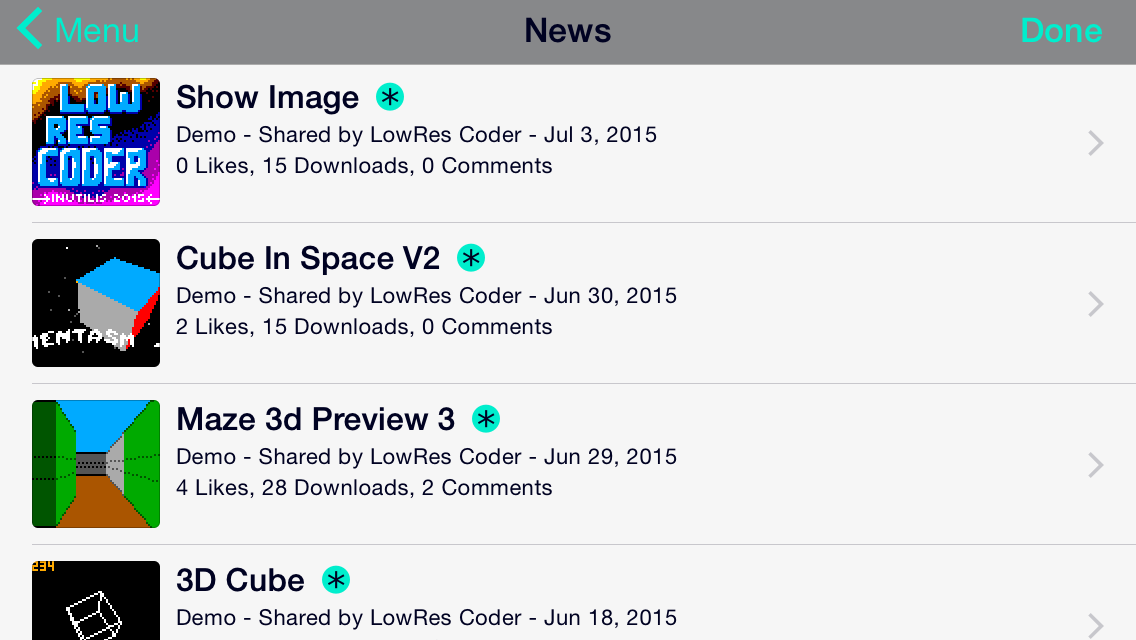 Menu
News
Done
LOW
RES
CODER
INUTILIS 2015
Show Image
Demo - Shared by LowRes Coder - Jul 3, 2015
0 Likes, 15 Downloads, 0 Comments
Cube In Space V2
Demo - Shared by LowRes Coder - Jun 30, 2015
2 Likes, 15 Downloads, 0 Comments
MENTASM
Maze 3d Preview 3
Demo - Shared by LowRes Coder - Jun 29, 2015
4 Likes, 28 Downloads, 2 Comments
234
3D Cube
Demo - Shared by LowRes Coder - Jun 18, 2015